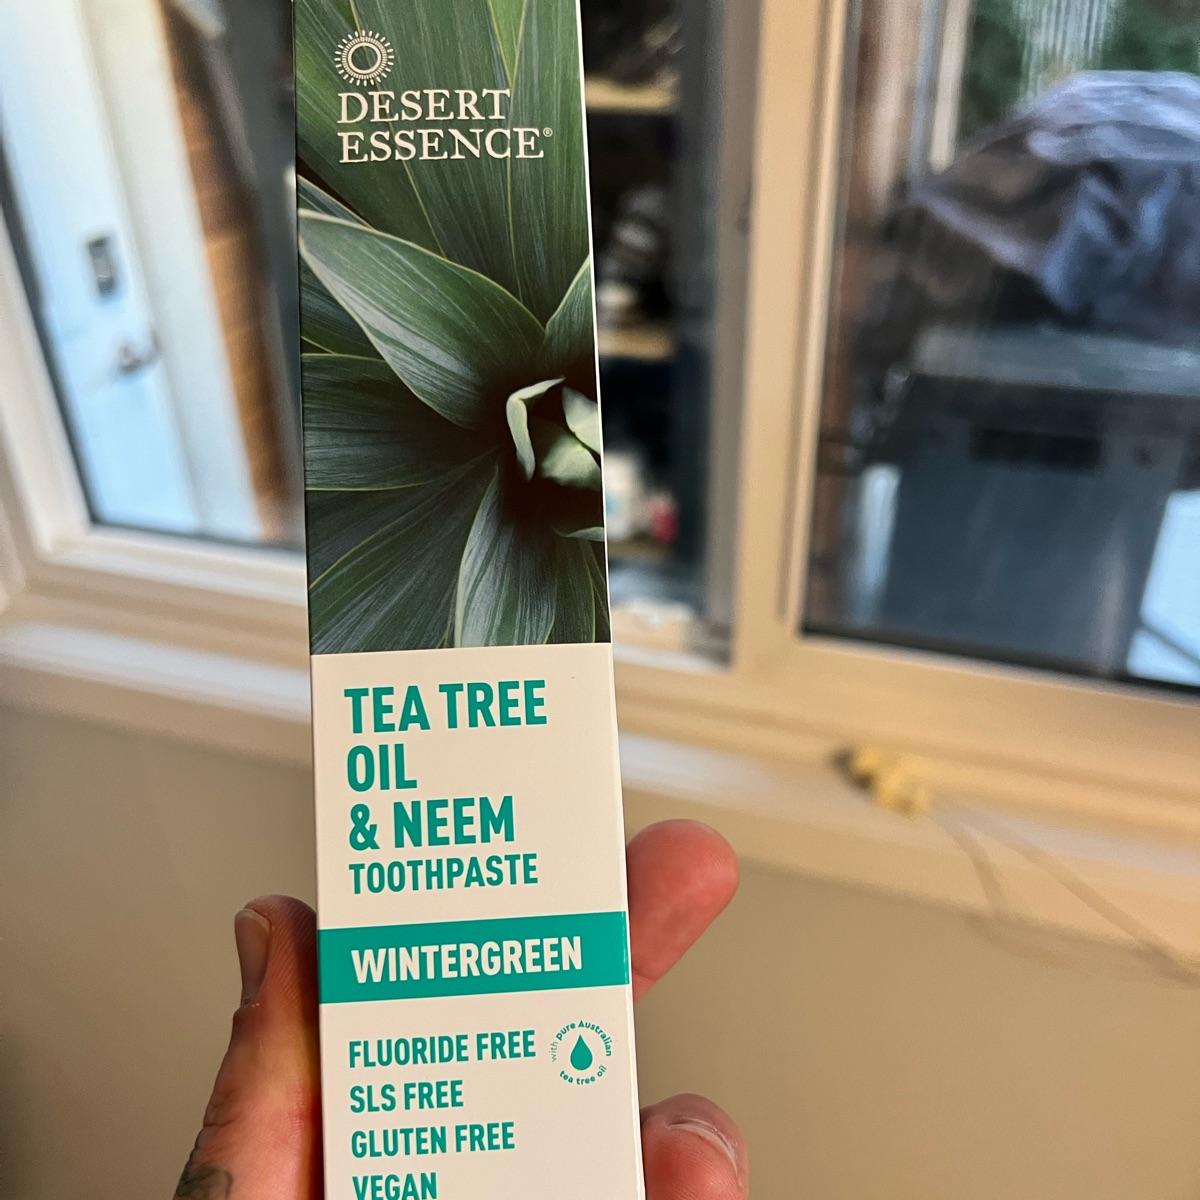 DESERT
ESSENCE®
TEA TREE
OIL
& NEEM
TOOTHPASTE
WINTERGREEN
FLUORIDE FREE
with pure Australian
tea tree oil
SLS FREE
GLUTEN FREE
VEGAN